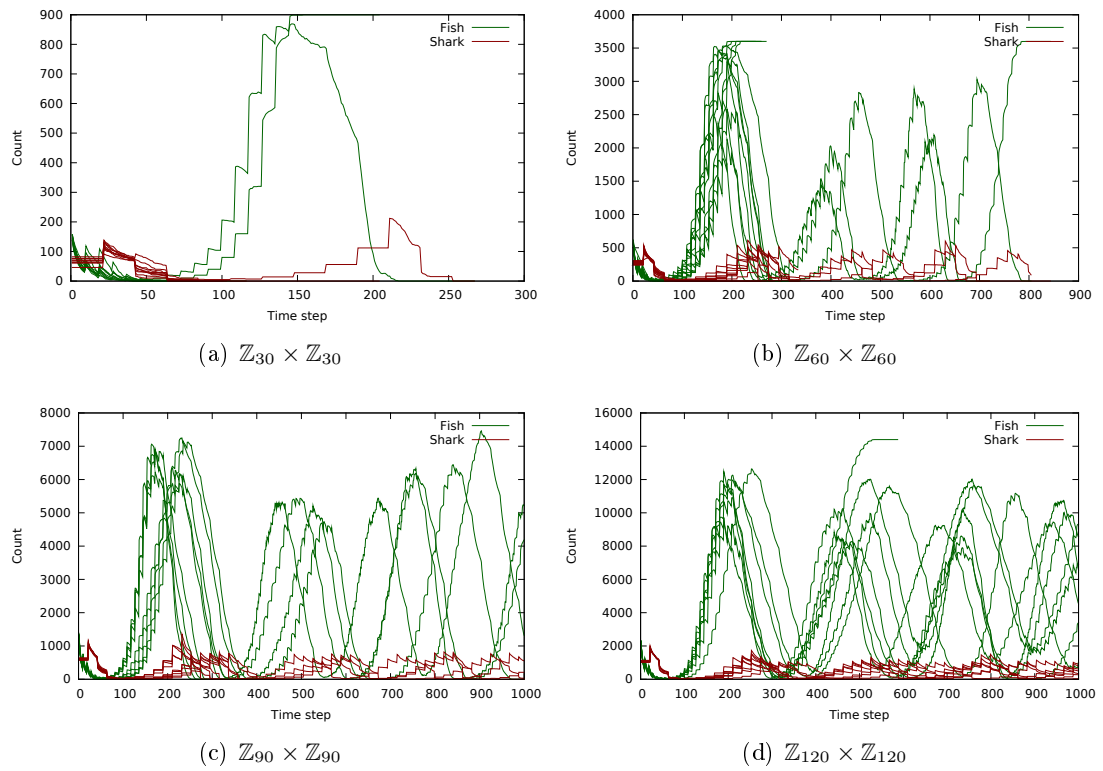 900
800
700
600
500
400
300
200
100
0
Count
0 50 100 150 200 250 300
Time step
Fish
Shark
(a) ℤ30 × ℤ30
4000
3500
3000
2500
2000
1500
1000
500
0
Count
0 100 200 300 400 500 600 700 800 900
Time step
Fish
Shark
(b) ℤ60 × ℤ60
8000
7000
6000
5000
4000
3000
2000
1000
0
Count
0 100 200 300 400 500 600 700 800 900 1000
Time step
Fish
Shark
(c) ℤ90 × ℤ90
16000
14000
12000
10000
8000
6000
4000
2000
0
Count
0 100 200 300 400 500 600 700 800 900 1000
Time step
Fish
Shark
(d) ℤ120 × ℤ120